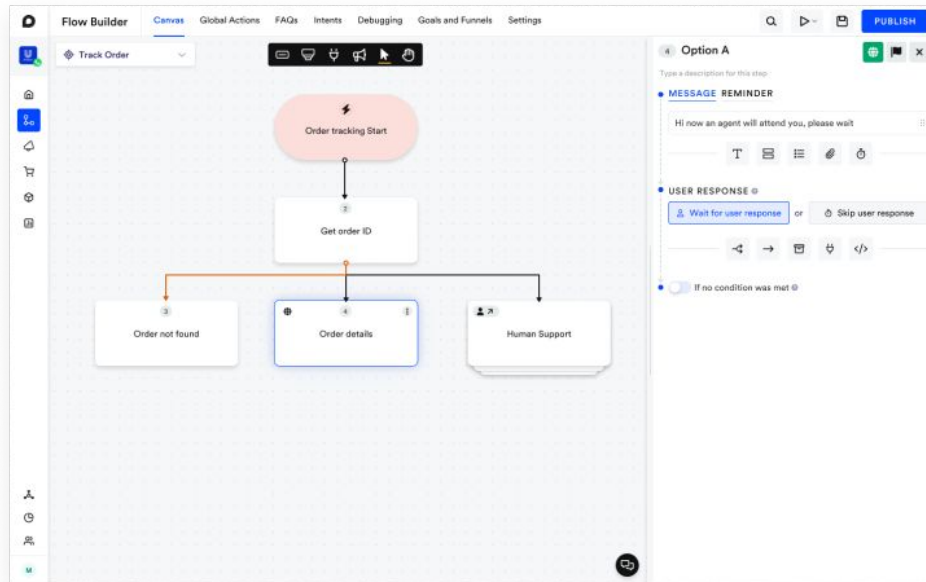 Flow Builder Canvas Global Actions FAQs Intents Debugging Goals and Funnels Settings PUBLISH
Track Order
Order tracking Start
2
Get order ID
3
Order not found
4
Order details
Human Support
M
4 Option A
Type a description for this step
MESSAGE REMINDER
Hi now an agent will attend you, please wait
USER RESPONSE
Wait for user response or Skip user response
If no condition was met